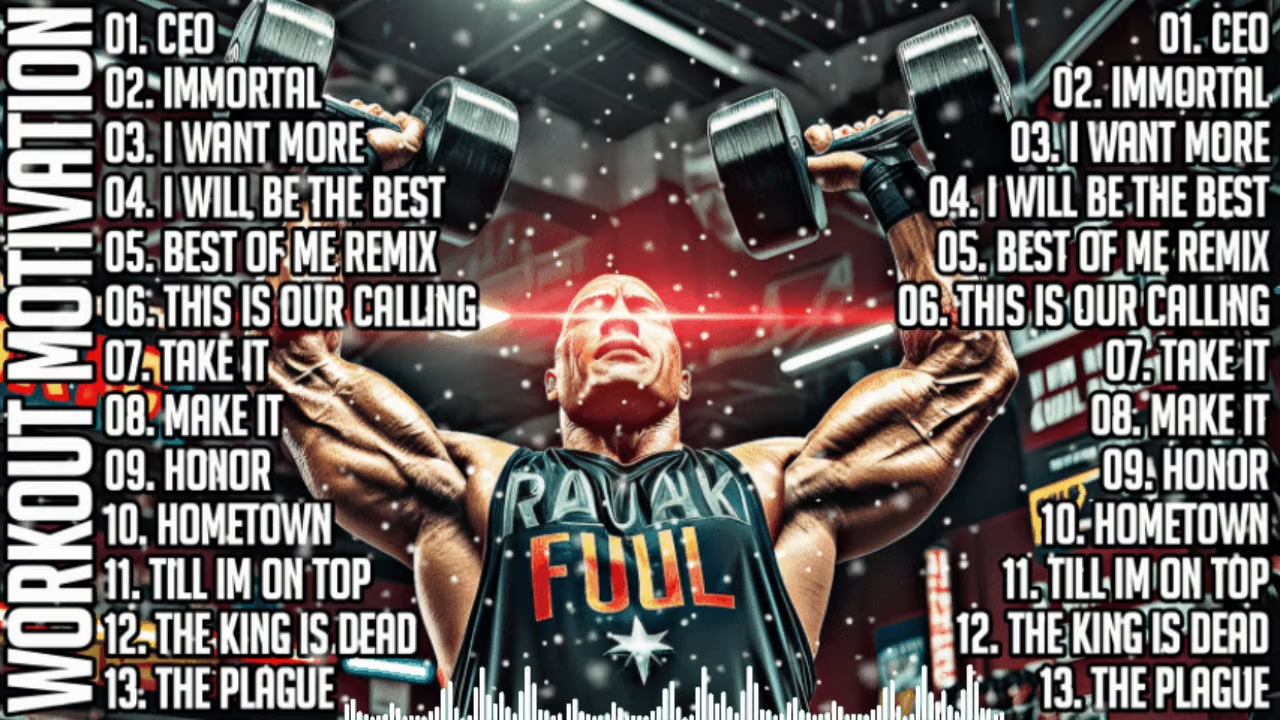 WORKOUT MOTIVATION
01. CEO
02. IMMORTAL
03. I WANT MORE
04. I WILL BE THE BEST
05. BEST OF ME REMIX
06. THIS IS OUR CALLING
07. TAKE IT
08. MAKE IT
09. HONOR
10. HOMETOWN
11. TILL IM ON TOP
12. THE KING IS DEAD
13. THE PLAGUE
FUUL
01. CEO
02. IMMORTAL
03. I WANT MORE
04. I WILL BE THE BEST
05. BEST OF ME REMIX
06. THIS IS OUR CALLING
07. TAKE IT
08. MAKE IT
09. HONOR
10. HOMETOWN
11. TILL IM ON TOP
12. THE KING IS DEAD
13. THE PLAGUE